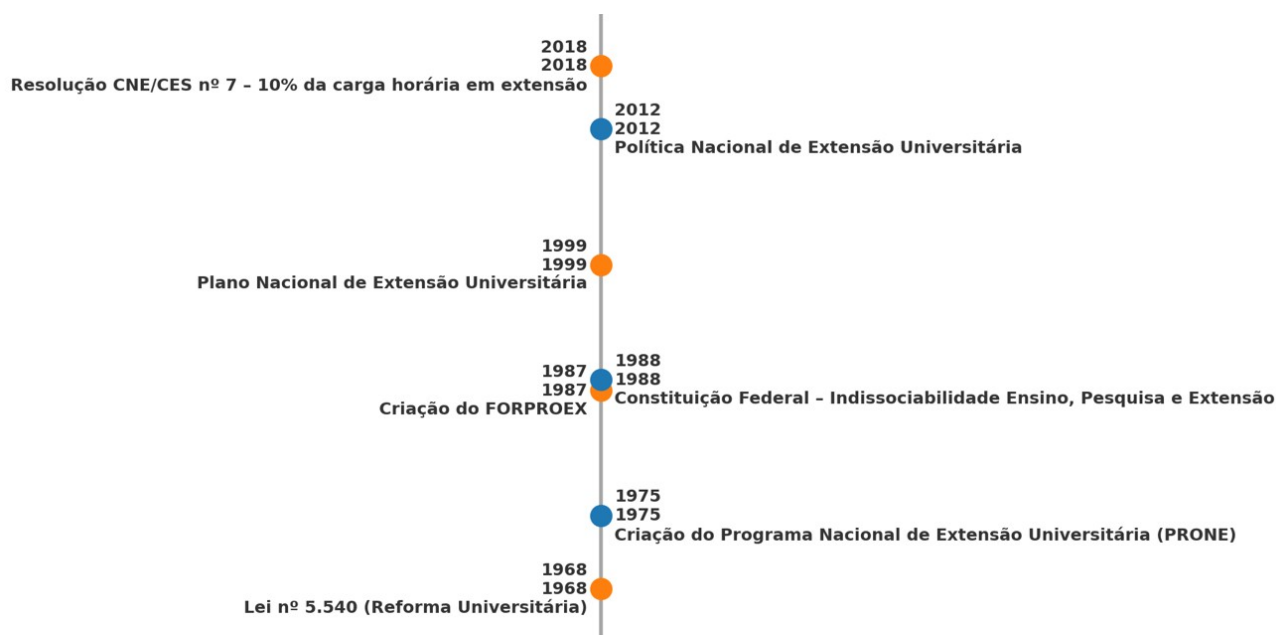 2018
2018
Resolução CNE/CES nº 7 – 10% da carga horária em extensão
2012
2012
Política Nacional de Extensão Universitária
1999
1999
Plano Nacional de Extensão Universitária
1988
1988
Constituição Federal – Indissociabilidade Ensino, Pesquisa e Extensão
1987
1987
Criação do FORPROEX
1975
1975
Criação do Programa Nacional de Extensão Universitária (PRONE)
1968
1968
Lei nº 5.540 (Reforma Universitária)